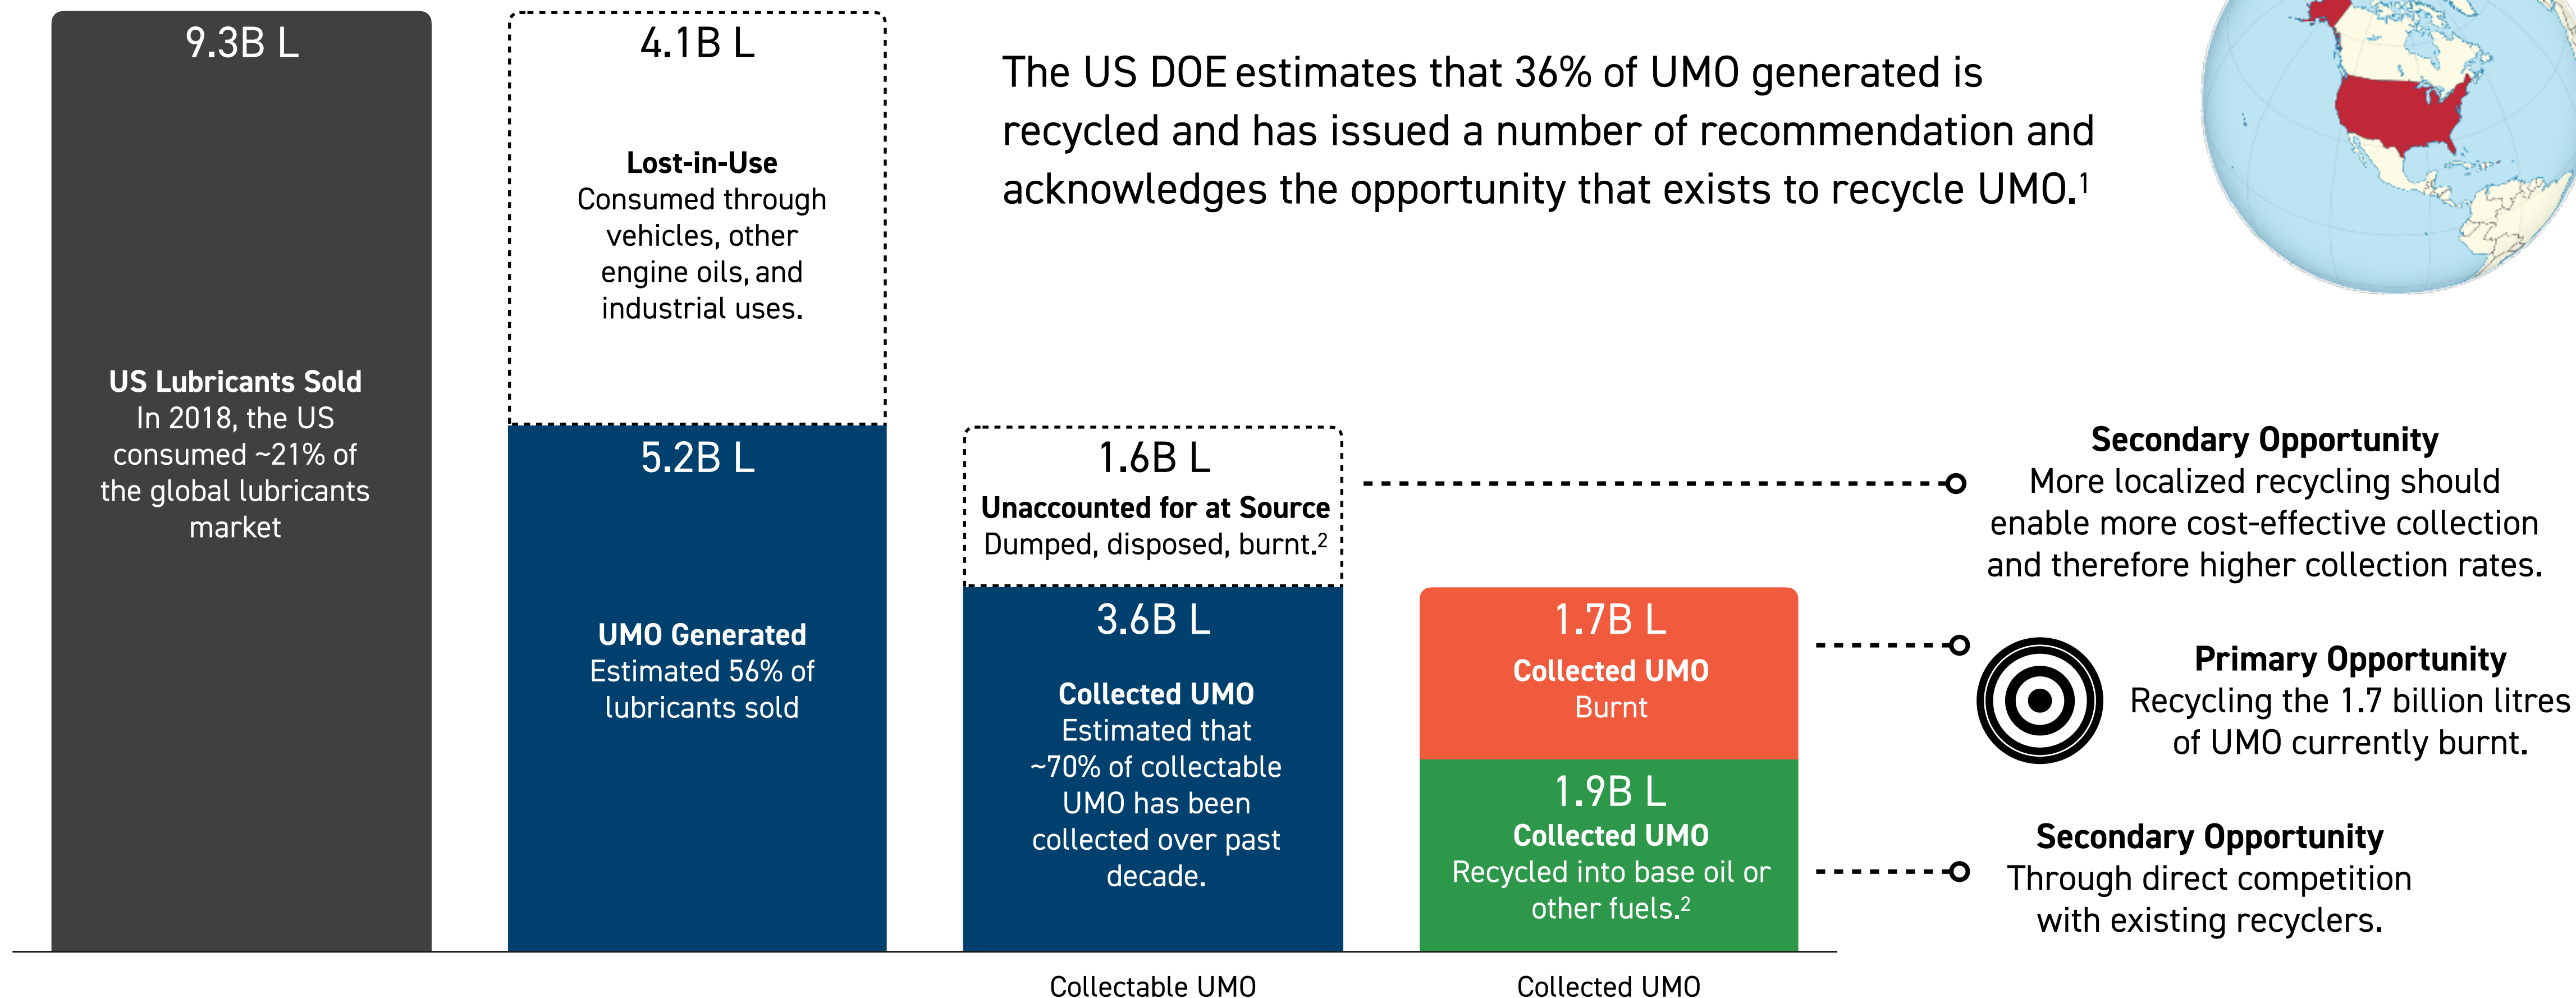 9.3B L
US Lubricants Sold
In 2018, the US
consumed ~21% of
the global lubricants
market
4.1B L
Lost-in-Use
Consumed through
vehicles, other
engine oils, and
industrial uses.
5.2B L
UMO Generated
Estimated 56% of
lubricants sold
The US DOE estimates that 36% of UMO generated is
recycled and has issued a number of recommendation and
acknowledges the opportunity that exists to recycle UMO.¹
1.6B L
Unaccounted for at Source
Dumped, disposed, burnt.²
3.6B L
Collected UMO
Estimated that
~70% of collectable
UMO has been
collected over past
decade.
Collectable UMO
1.7B L
Collected UMO
Burnt
1.9B L
Collected UMO
Recycled into base oil or
other fuels.²
Collected UMO
Secondary Opportunity
More localized recycling should
enable more cost-effective collection
and therefore higher collection rates.
Primary Opportunity
Recycling the 1.7 billion litres
of UMO currently burnt.
Secondary Opportunity
Through direct competition
with existing recyclers.